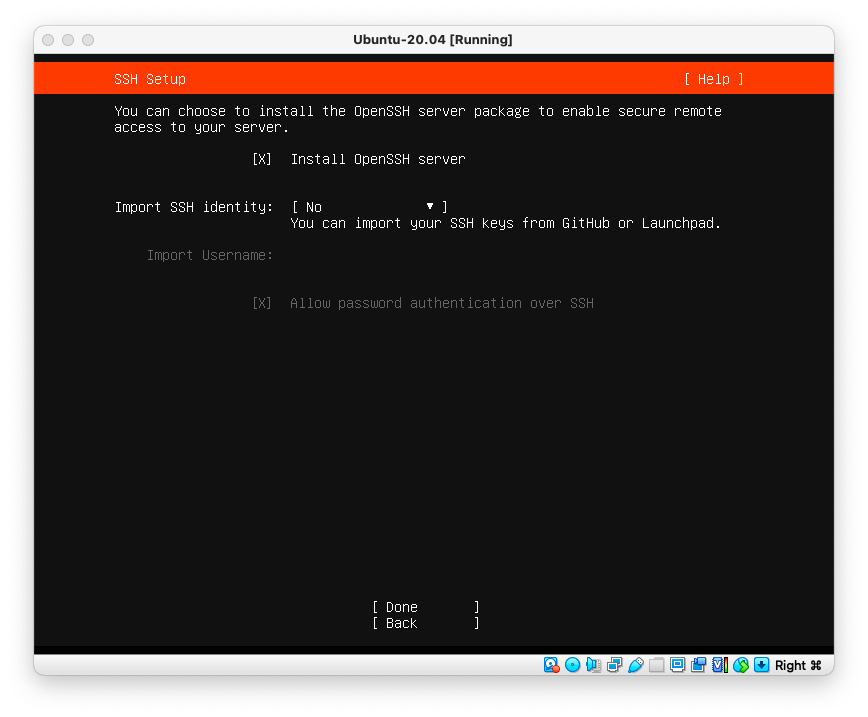 Ubuntu-20.04 [Running]
SSH Setup [ Help ]
You can choose to install the OpenSSH server package to enable secure remote
access to your server.
[X] Install OpenSSH server
Import SSH identity: [ No ▾ ]
You can import your SSH keys from GitHub or Launchpad.
Import Username:
[X] Allow password authentication over SSH
[ Done ]
[ Back ]
Right ⌘